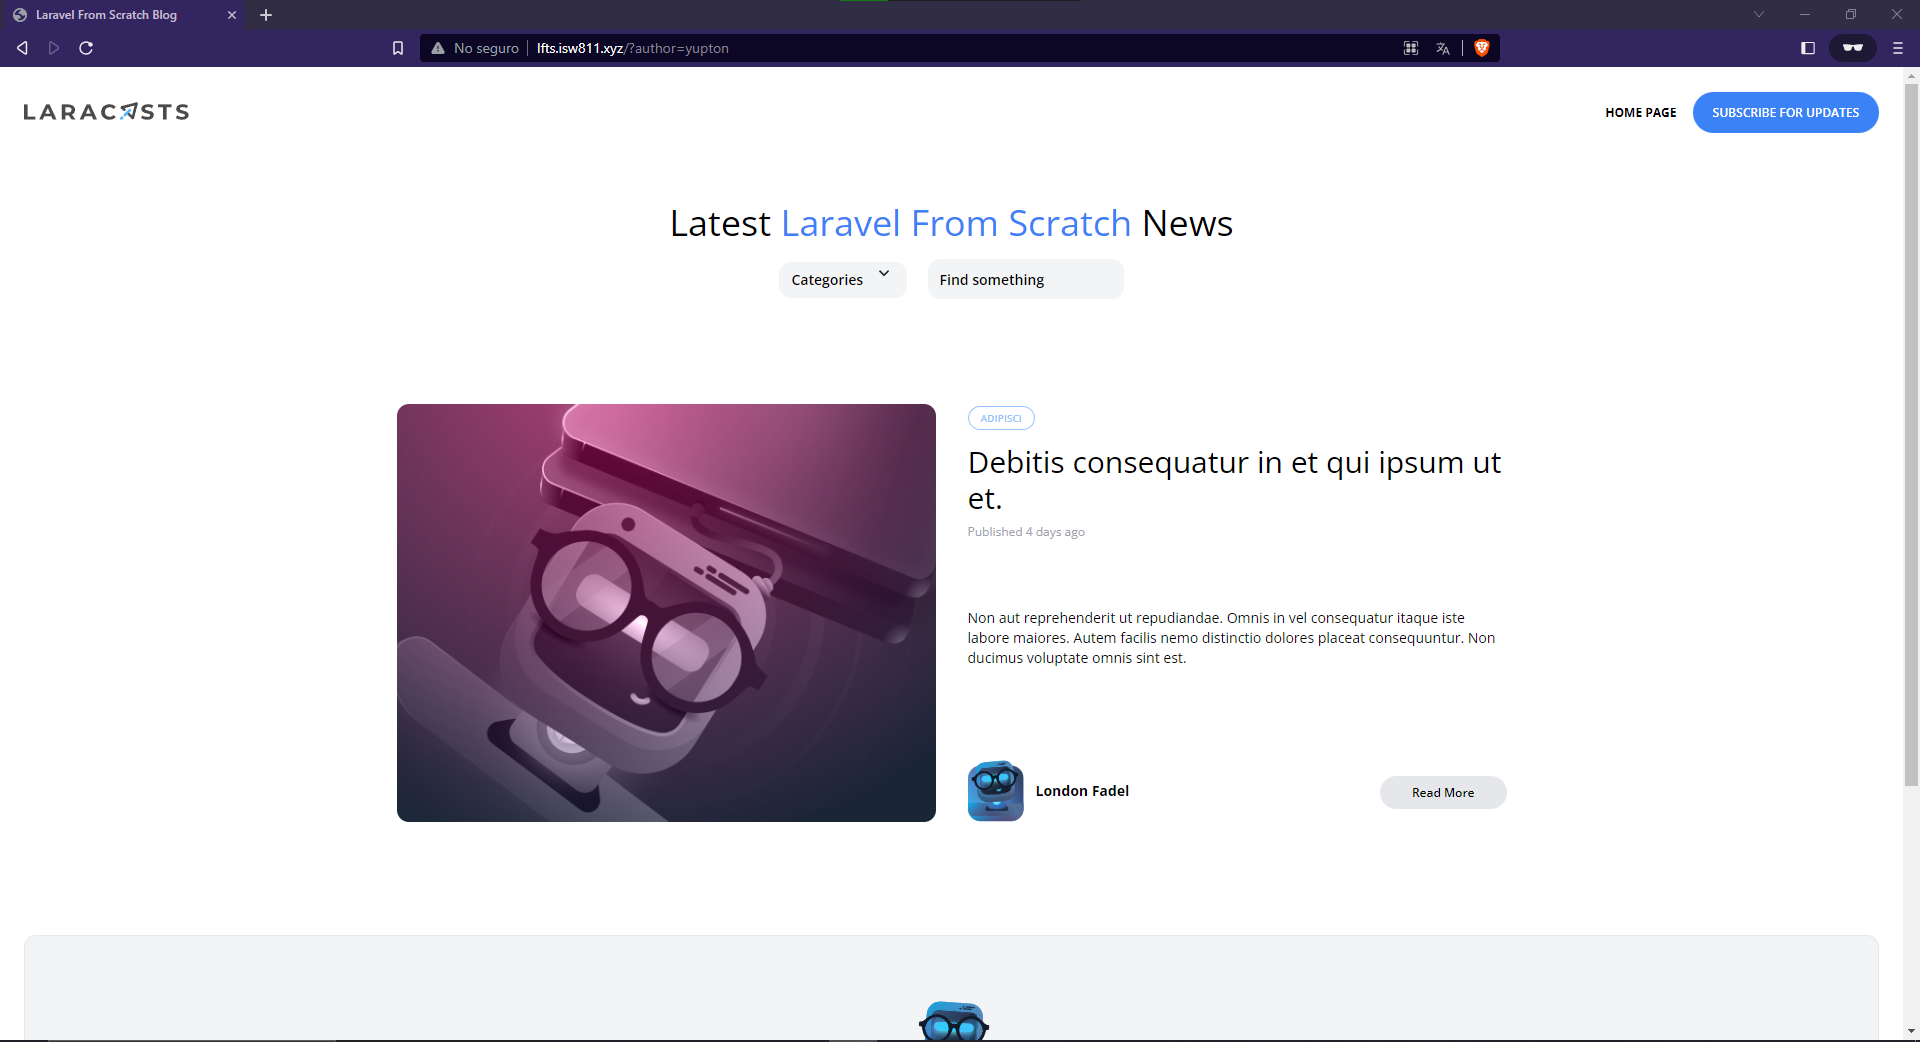 Laravel From Scratch Blog
No seguro
lfts.isw811.xyz/?author=yupton
LARACASTS
HOME PAGE
SUBSCRIBE FOR UPDATES
Latest Laravel From Scratch News
Categories
Find something
ADIPISCI
Debitis consequatur in et qui ipsum ut
et.
Published 4 days ago
Non aut reprehenderit ut repudiandae. Omnis in vel consequatur itaque iste
labore maiores. Autem facilis nemo distinctio dolores placeat consequuntur. Non
ducimus voluptate omnis sint est.
London Fadel
Read More